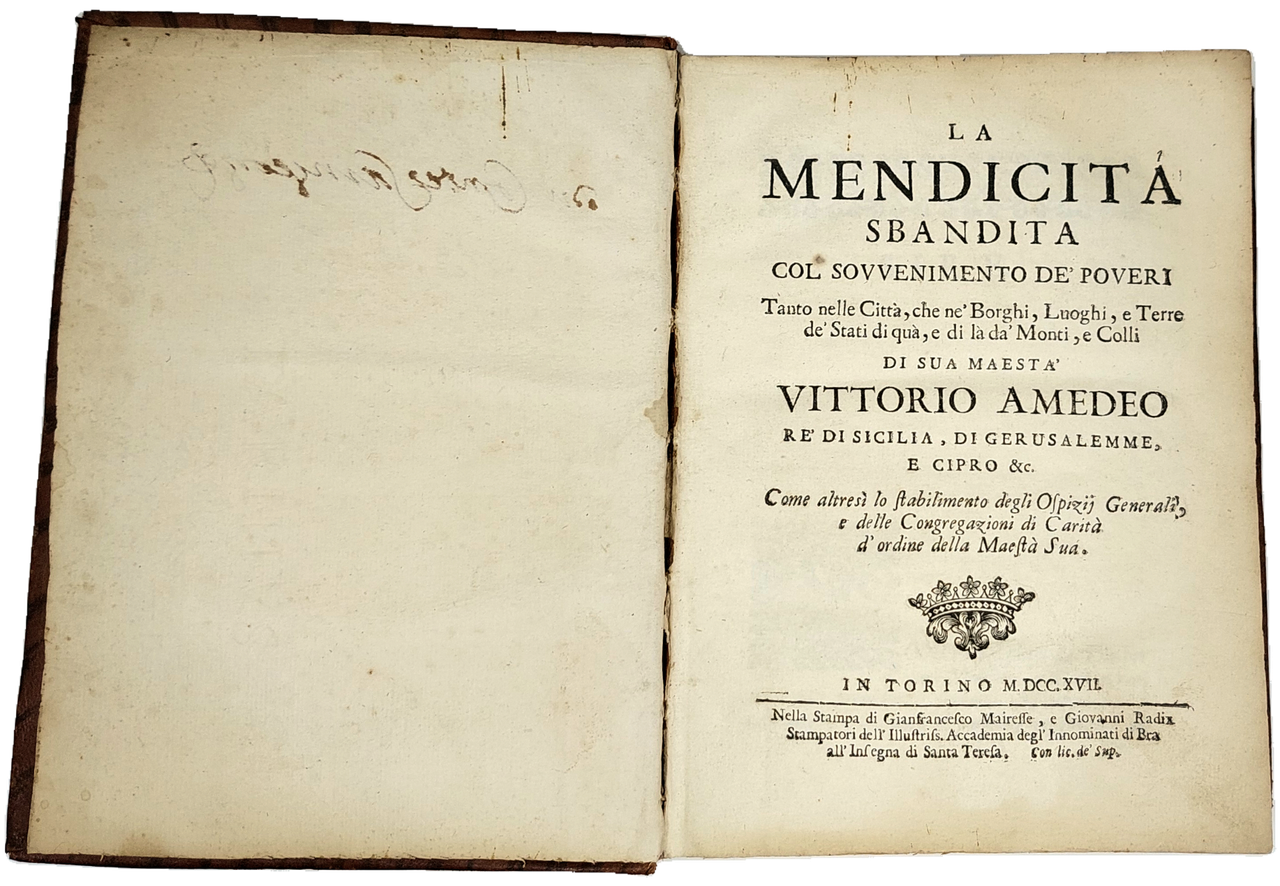 LA
MENDICITÀ
SBANDITA
COL SOVVENIMENTO DE' POVERI
Tanto nelle Città, che ne' Borghi, Luoghi, e Terre
de' Stati di quà, e di là da' Monti, e Colli
DI SUA MAESTA'
VITTORIO AMEDEO
RE' DI SICILIA, DI GERUSALEMME,
E CIPRO &c.
Come altresì lo ſtabilimento degli Oſpizij Generali,
e delle Congregazioni di Carità
d'ordine della Maeſtà Sua.
IN TORINO M.DCC.XVII.
Nella Stampa di Gianfranceſco Maireſſe, e Giovanni Radix
Stampatori dell' Illuſtriſs. Accademia degl' Innominati di Bra
all' Inſegna di Santa Tereſa. Con lic. de' Sup.